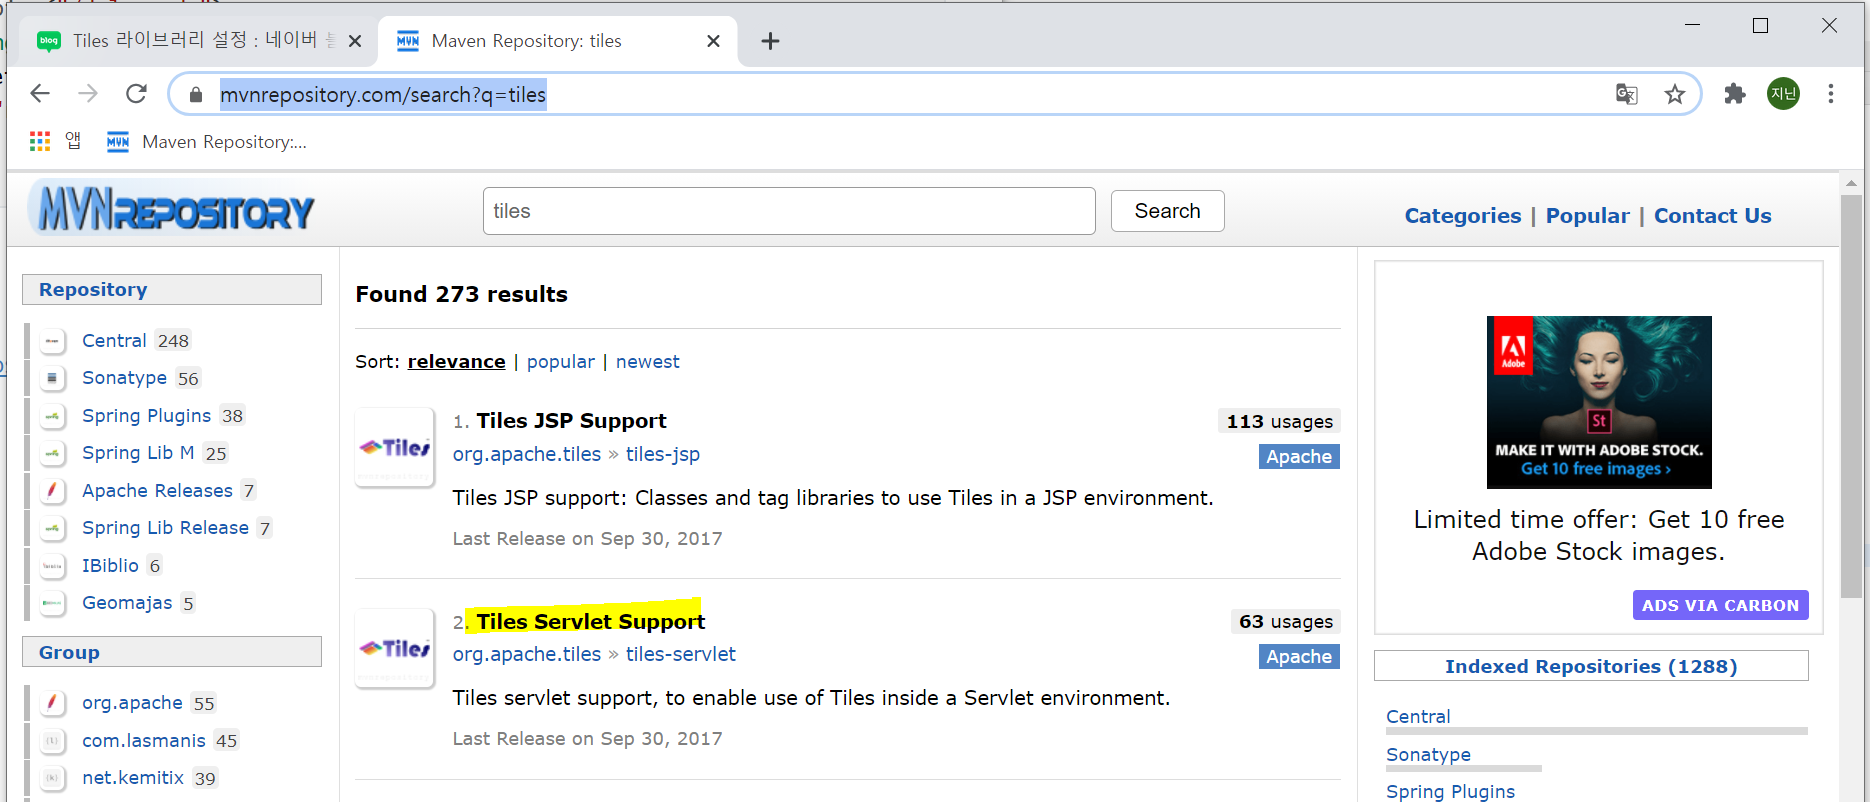 Tiles 라이브러리 설정 : 네이버
Maven Repository: tiles
mvnrepository.com/search?q=tiles
지닌
앱
Maven Repository:...
MVNREPOSITORY
tiles
Search
Categories | Popular | Contact Us
Repository
Central 248
Sonatype 56
Spring Plugins 38
Spring Lib M 25
Apache Releases 7
Spring Lib Release 7
IBiblio 6
Geomajas 5
Group
org.apache 55
com.lasmanis 45
net.kemitix 39
Found 273 results
Sort: relevance | popular | newest
Tiles
1. Tiles JSP Support
113 usages
org.apache.tiles » tiles-jsp
Apache
Tiles JSP support: Classes and tag libraries to use Tiles in a JSP environment.
Last Release on Sep 30, 2017
Tiles
2. Tiles Servlet Support
63 usages
org.apache.tiles » tiles-servlet
Apache
Tiles servlet support, to enable use of Tiles inside a Servlet environment.
Last Release on Sep 30, 2017
Adobe
St
MAKE IT WITH ADOBE STOCK.
Get 10 free images ›
Limited time offer: Get 10 free
Adobe Stock images.
ADS VIA CARBON
Indexed Repositories (1288)
Central
Sonatype
Spring Plugins